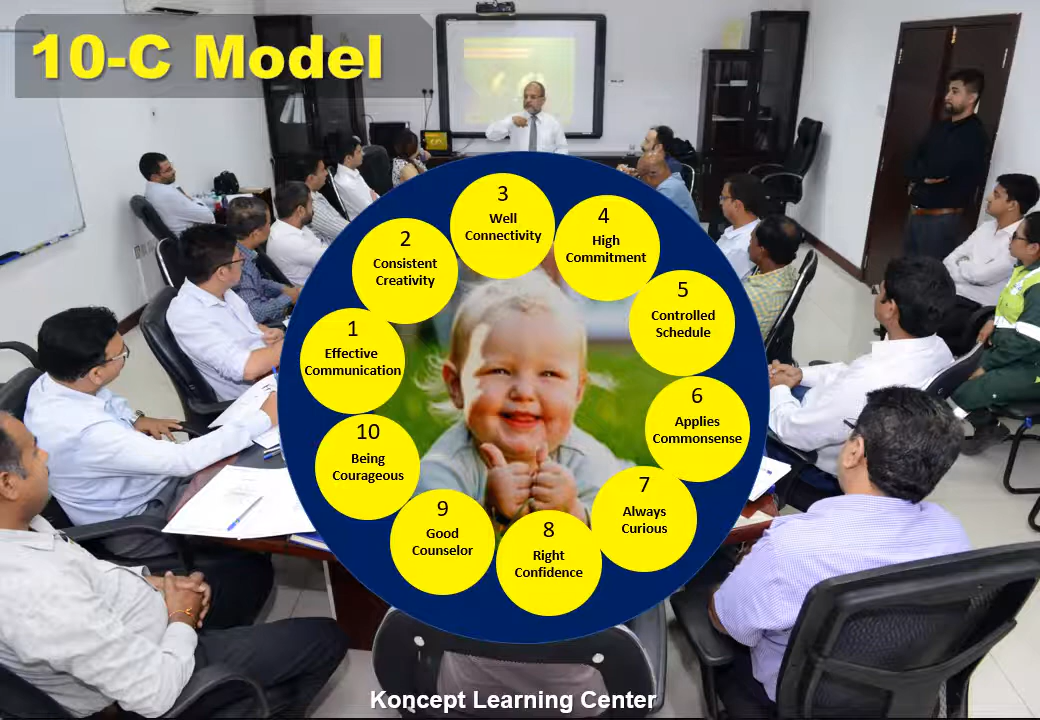 10-C Model
1
Effective
Communication
2
Consistent
Creativity
3
Well
Connectivity
4
High
Commitment
5
Controlled
Schedule
6
Applies
Commonsense
7
Always
Curious
8
Right
Confidence
9
Good
Counselor
10
Being
Courageous
Koncept Learning Center